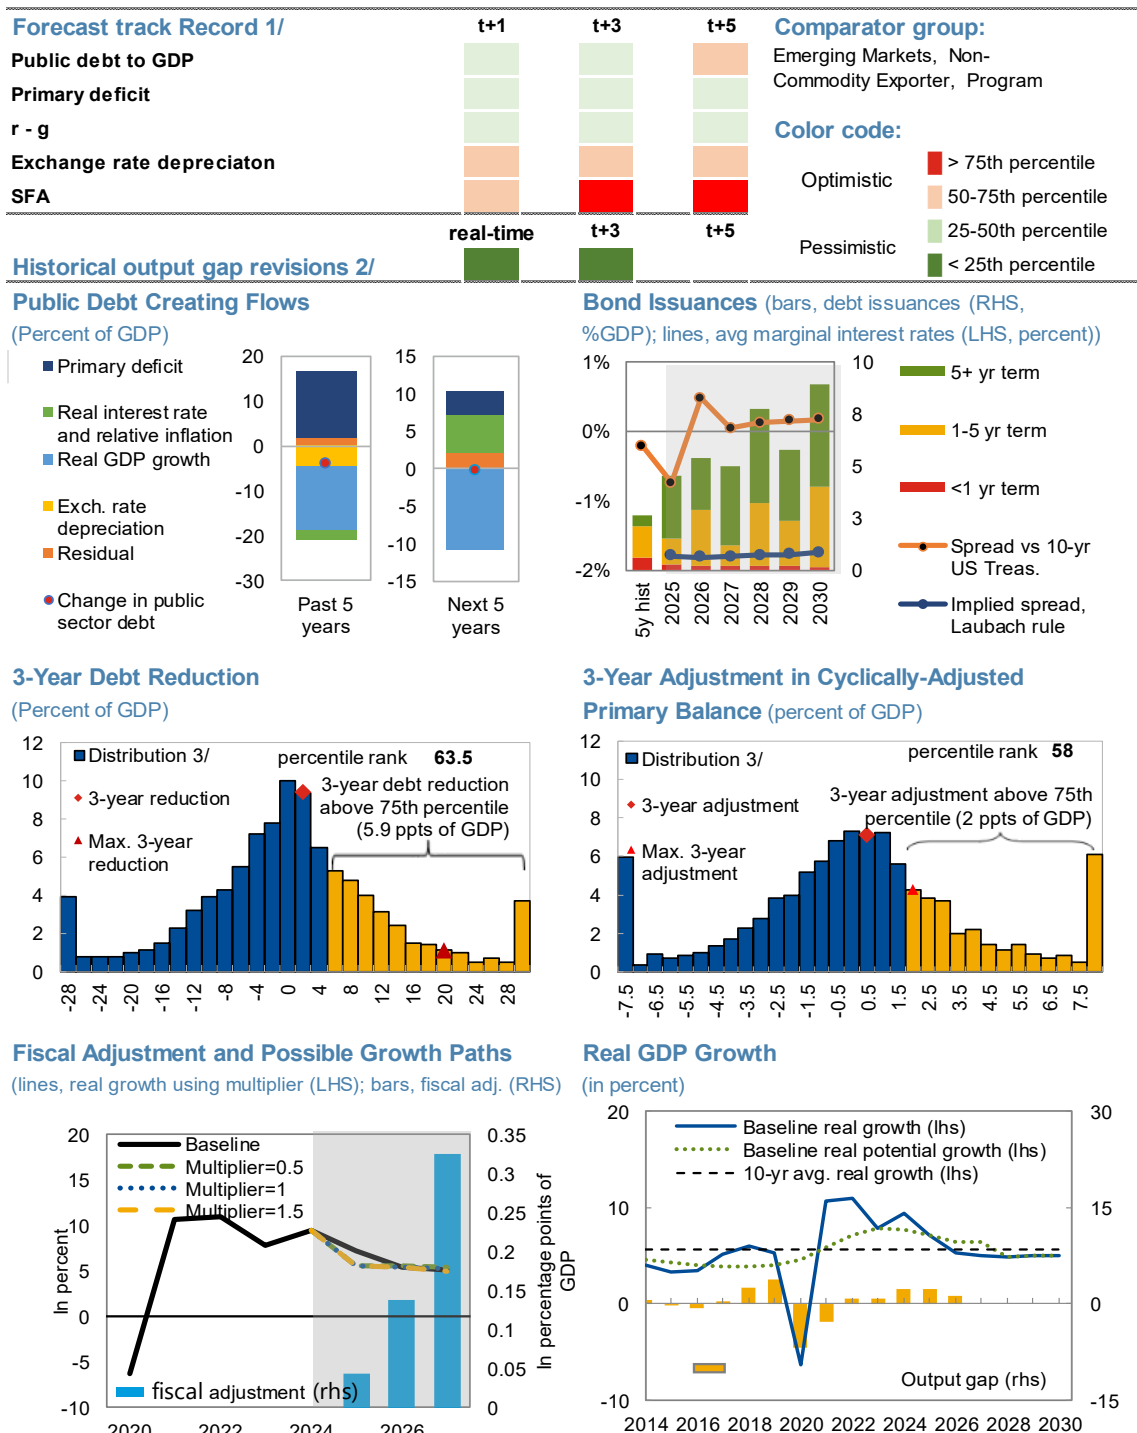 Forecast track Record 1/ t+1 t+3 t+5 Comparator group:
Public debt to GDP
Emerging Markets, Non-
Commodity Exporter, Program
Primary deficit
r - g
Color code:
Exchange rate depreciaton
SFA
Optimistic
> 75th percentile
50-75th percentile
Pessimistic
25-50th percentile
< 25th percentile
real-time t+3 t+5
Historical output gap revisions 2/
Public Debt Creating Flows
(Percent of GDP)
Primary deficit
Real interest rate
and relative inflation
Real GDP growth
Exch. rate
depreciation
Residual
Change in public
sector debt
20
10
0
-10
-20
-30
Past 5
years
15
10
5
0
-5
-10
-15
Next 5
years
Bond Issuances (bars, debt issuances (RHS,
%GDP); lines, avg marginal interest rates (LHS, percent))
1%
0%
-1%
-2%
10
8
5
3
0
5y hist 2025 2026 2027 2028 2029 2030
5+ yr term
1-5 yr term
<1 yr term
Spread vs 10-yr
US Treas.
Implied spread,
Laubach rule
3-Year Debt Reduction
(Percent of GDP)
12
10
8
6
4
2
0
Distribution 3/
3-year reduction
Max. 3-year
reduction
percentile rank 63.5
3-year debt reduction
above 75th percentile
(5.9 ppts of GDP)
-28 -24 -20 -16 -12 -8 -4 0 4 8 12 16 20 24 28
3-Year Adjustment in Cyclically-Adjusted
Primary Balance (percent of GDP)
12
10
8
6
4
2
0
Distribution 3/
3-year adjustment
Max. 3-year
adjustment
percentile rank 58
3-year adjustment above 75th
percentile (2 ppts of GDP)
-7.5 -6.5 -5.5 -4.5 -3.5 -2.5 -1.5 -0.5 0.5 1.5 2.5 3.5 4.5 5.5 6.5 7.5
Fiscal Adjustment and Possible Growth Paths
(lines, real growth using multiplier (LHS); bars, fiscal adj. (RHS)
In percent
20
15
10
5
0
-5
-10
Baseline
Multiplier=0.5
Multiplier=1
Multiplier=1.5
fiscal adjustment (rhs)
0.35
0.3
0.25
0.2
0.15
0.1
0.05
0
In percentage points of
GDP
2020 2022 2024 2026
Real GDP Growth
(in percent)
20
10
0
-10
Baseline real growth (lhs)
Baseline real potential growth (lhs)
10-yr avg. real growth (lhs)
Output gap (rhs)
30
15
0
-15
2014 2016 2018 2020 2022 2024 2026 2028 2030